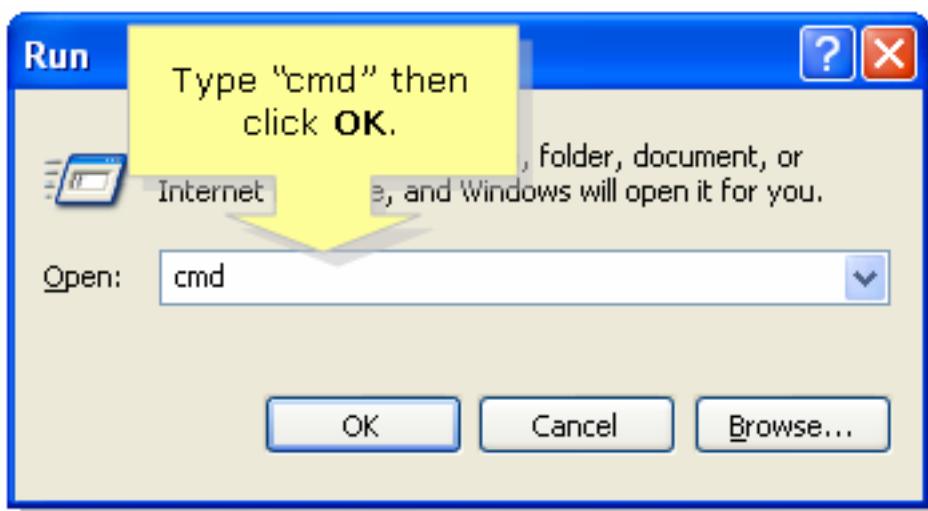 Run
Type “cmd” then
click OK.
, folder, document, or
Internet
, and Windows will open it for you.
Open:
cmd
OK
Cancel
Browse...